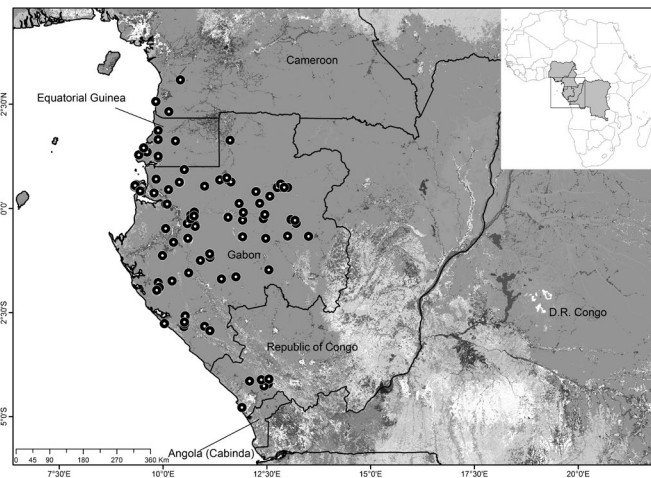 Cameroon
Equatorial Guinea
Gabon
D.R. Congo
Republic of Congo
Angola (Cabinda)
2°30'N
0°0'
2°30'S
5°0'S
0 45 90 180 270 360 Km
7°30'E
10°0'E
12°30'E
15°0'E
17°30'E
20°0'E